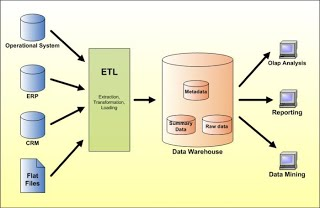 Operational System
ERP
CRM
Flat
Files
ETL
Extraction,
Transformation,
Loading
Metadata
Summary
Data
Raw data
Data Warehouse
Olap Analysis
Reporting
Data Mining